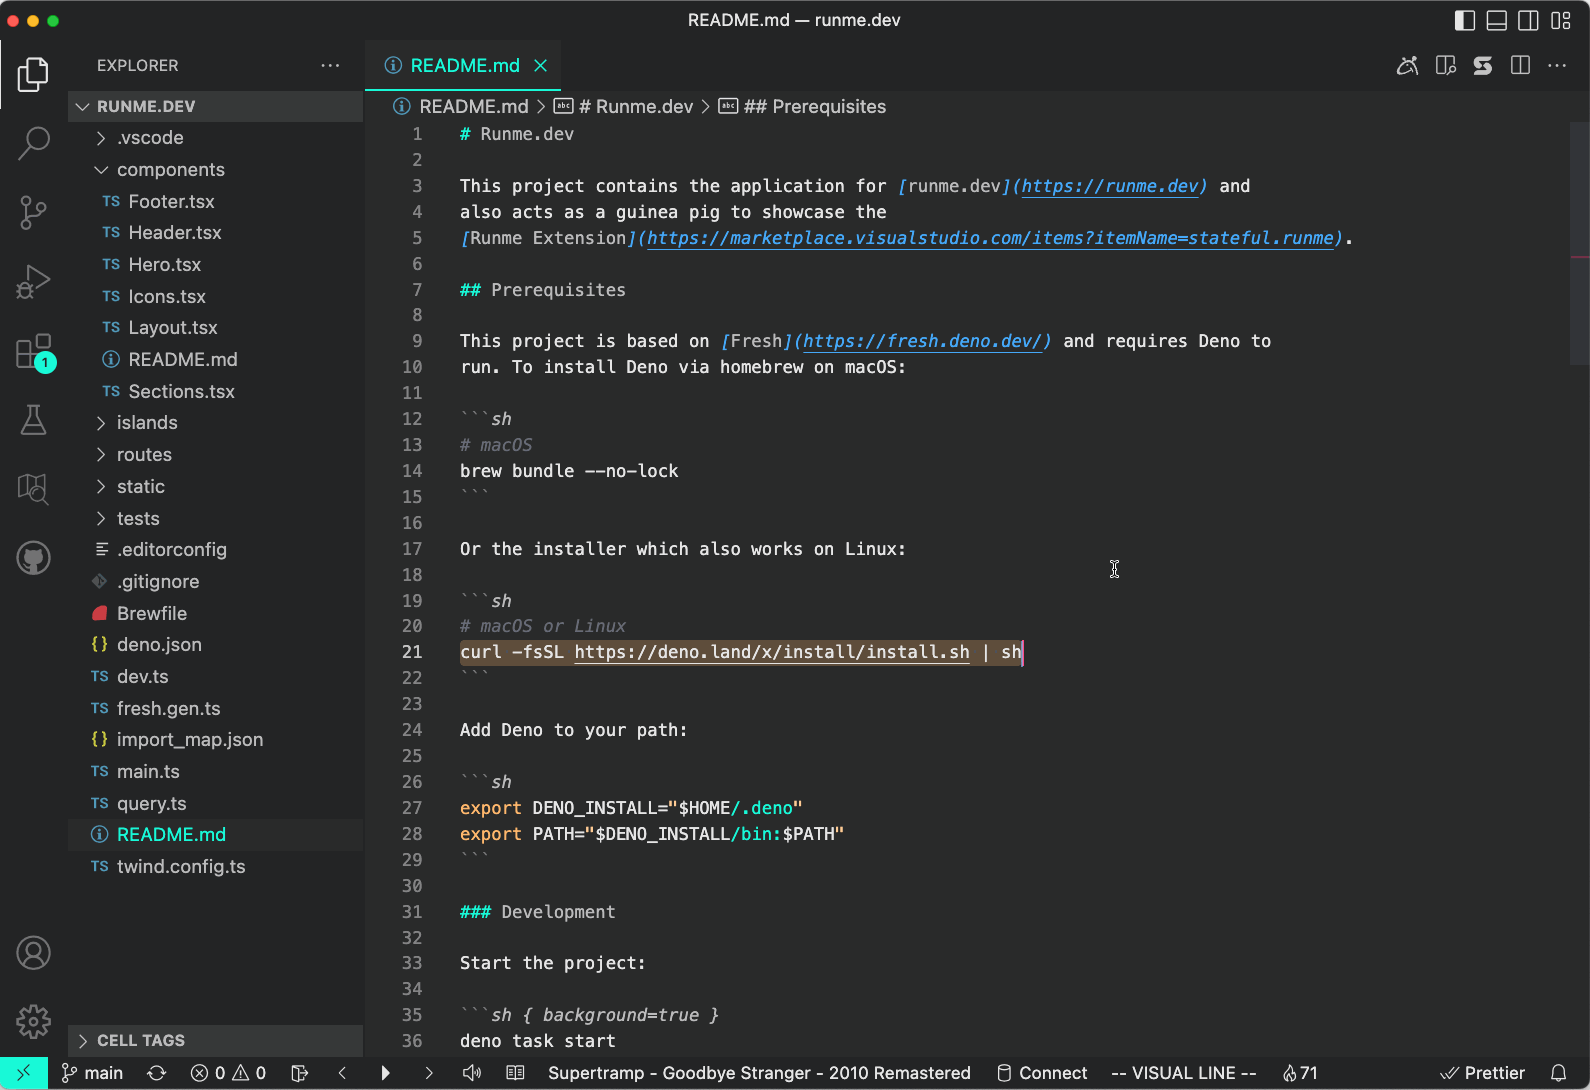 README.md — runme.dev
EXPLORER
README.md
RUNME.DEV
.vscode
components
TS Footer.tsx
TS Header.tsx
TS Hero.tsx
TS Icons.tsx
TS Layout.tsx
README.md
TS Sections.tsx
islands
routes
static
tests
.editorconfig
.gitignore
Brewfile
{} deno.json
TS dev.ts
TS fresh.gen.ts
{} import_map.json
TS main.ts
TS query.ts
README.md
TS twind.config.ts
CELL TAGS
1
README.md > abc # Runme.dev > abc ## Prerequisites
1 # Runme.dev
2
3 This project contains the application for [runme.dev](https://runme.dev) and
4 also acts as a guinea pig to showcase the
5 [Runme Extension](https://marketplace.visualstudio.com/items?itemName=stateful.runme).
6
7 ## Prerequisites
8
9 This project is based on [Fresh](https://fresh.deno.dev/) and requires Deno to
10 run. To install Deno via homebrew on macOS:
11
12 ```sh
13 # macOS
14 brew bundle --no-lock
15 ```
16
17 Or the installer which also works on Linux:
18
19 ```sh
20 # macOS or Linux
21 curl -fsSL https://deno.land/x/install/install.sh | sh
22 ```
23
24 Add Deno to your path:
25
26 ```sh
27 export DENO_INSTALL="$HOME/.deno"
28 export PATH="$DENO_INSTALL/bin:$PATH"
29 ```
30
31 ### Development
32
33 Start the project:
34
35 ```sh { background=true }
36 deno task start
main 0 0 Supertramp - Goodbye Stranger - 2010 Remastered Connect -- VISUAL LINE -- 71 Prettier